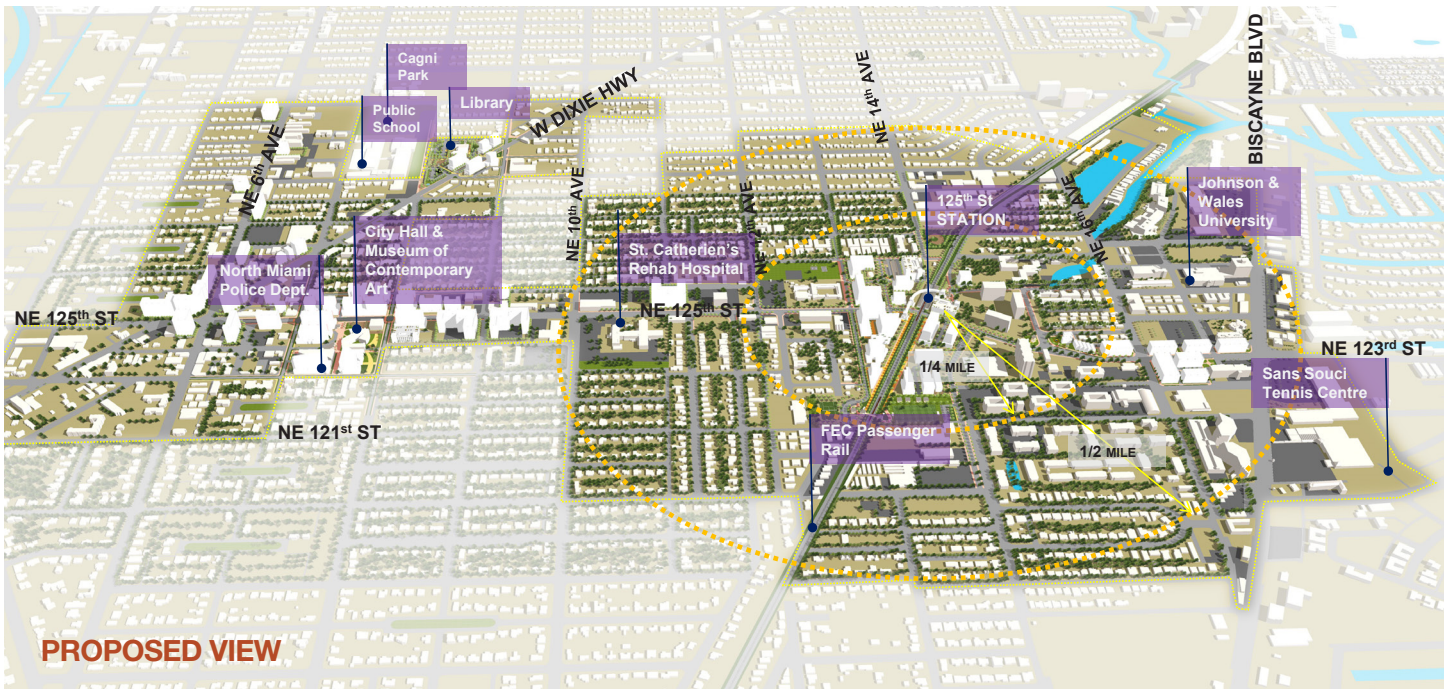 Cagni
Park
Public
School
Library
W DIXIE HWY
NE 6th AVE
NE 10th AVE
NE 14th AVE
BISCAYNE BLVD
City Hall &
Museum of
Contemporary
Art
North Miami
Police Dept.
St. Catherien's
Rehab Hospital
125th St
STATION
NE 16th AVE
Johnson &
Wales
University
NE 125th ST
NE 125th ST
NE 123rd ST
1/4 MILE
Sans Souci
Tennis Centre
NE 121st ST
FEC Passenger
Rail
1/2 MILE
PROPOSED VIEW